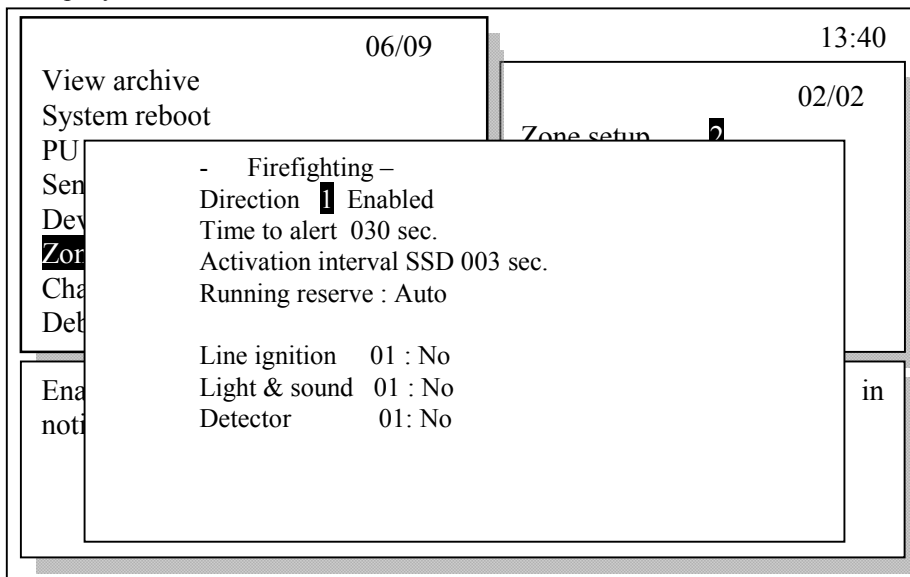 06/09
13:40
View archive
System reboot
PU
Sen
Dev
Zon
Cha
Deb
02/02
Zone setup 2
- Firefighting –
Direction 1 Enabled
Time to alert 030 sec.
Activation interval SSD 003 sec.
Running reserve : Auto
Line ignition 01 : No
Light & sound 01 : No
Detector 01: No
Ena in
noti